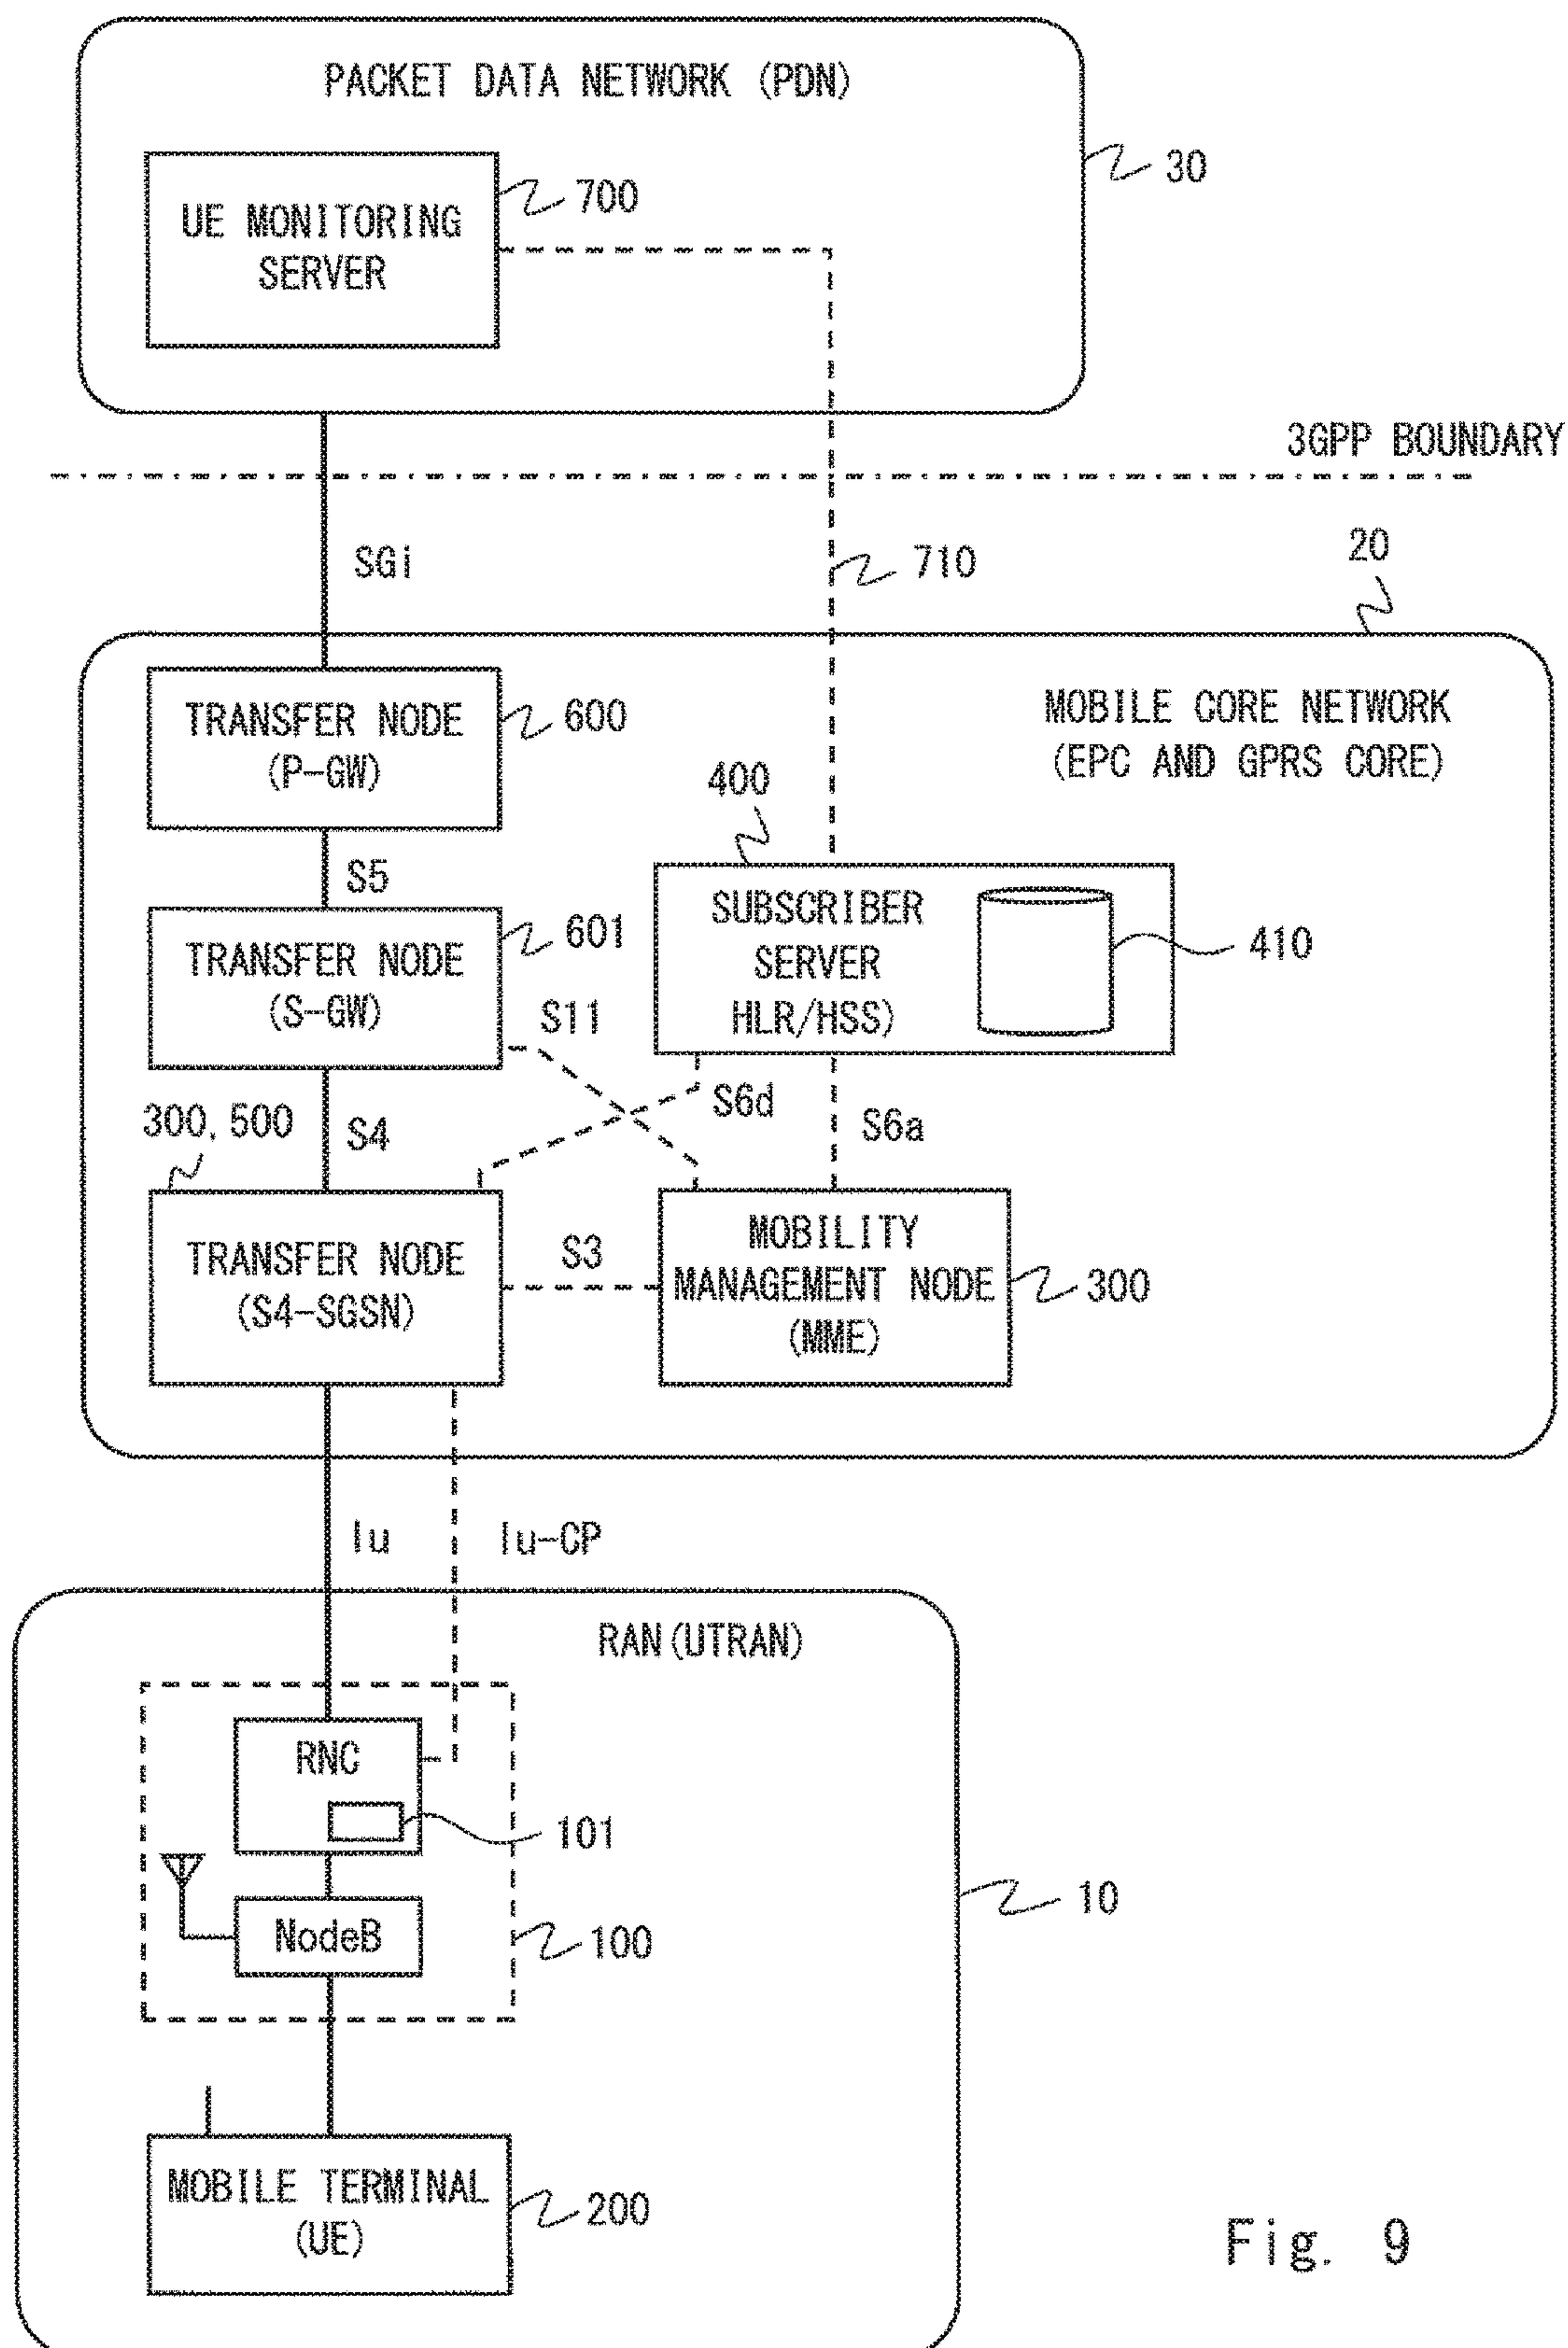 PACKET DATA NETWORK (PDN)
30
700
UE MONITORING
SERVER
3GPP BOUNDARY
SGi
710
20
MOBILE CORE NETWORK
(EPC AND GPRS CORE)
TRANSFER NODE
(P-GW)
600
400
S5
SUBSCRIBER
SERVER
HLR/HSS)
410
TRANSFER NODE
(S-GW)
601
S11
S6d
S6a
300, 500
S4
TRANSFER NODE
(S4-SGSN)
S3
MOBILITY
MANAGEMENT NODE
(MME)
300
Iu
Iu-CP
RAN(UTRAN)
RNC
101
NodeB
100
10
MOBILE TERMINAL
(UE)
200
Fig. 9